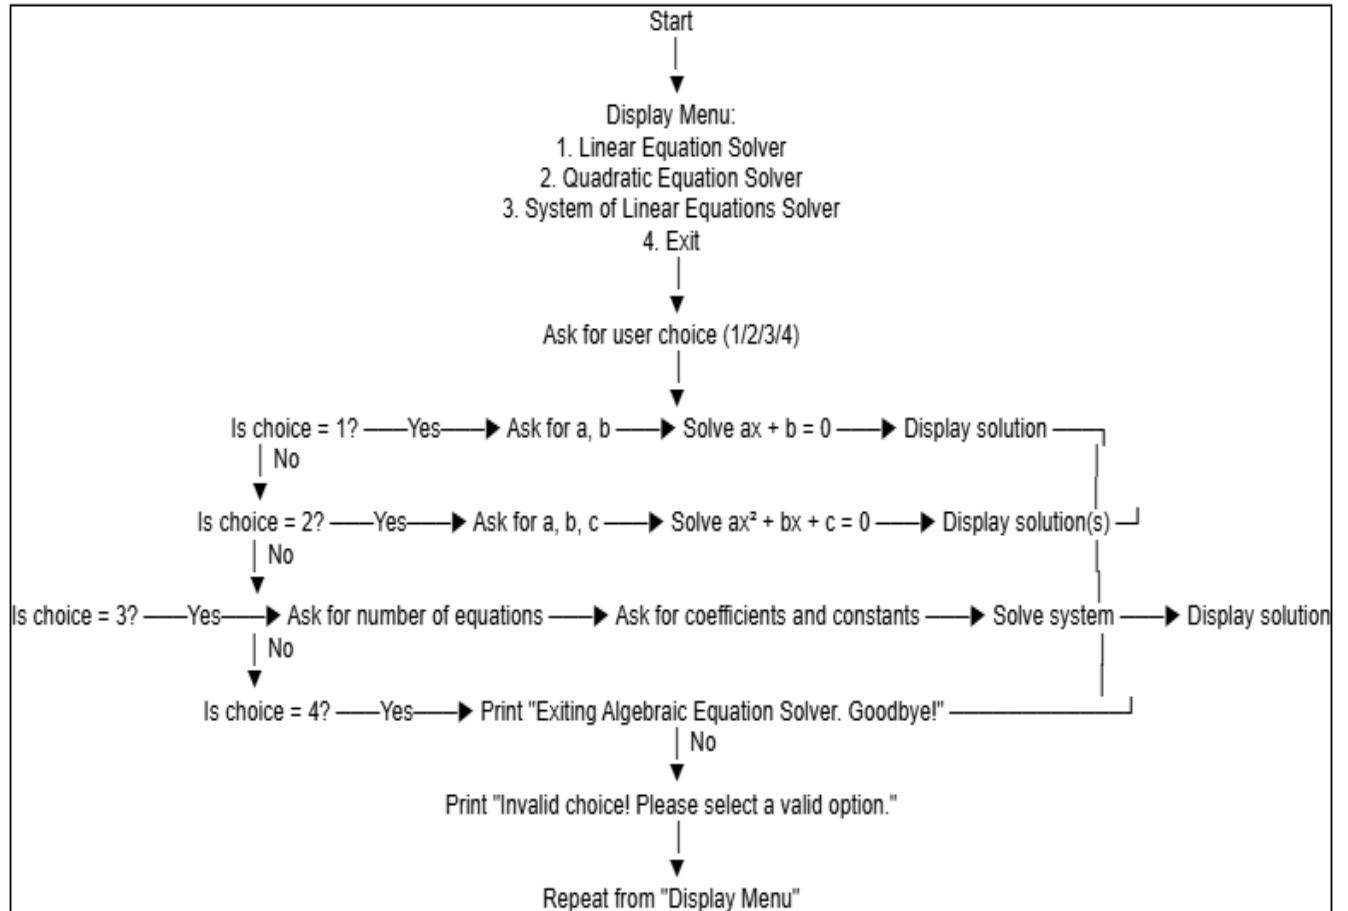 Start
Display Menu:
1. Linear Equation Solver
2. Quadratic Equation Solver
3. System of Linear Equations Solver
4. Exit
Ask for user choice (1/2/3/4)
Is choice = 1? Yes Ask for a, b Solve ax + b = 0 Display solution
No
Is choice = 2? Yes Ask for a, b, c Solve ax² + bx + c = 0 Display solution(s)
No
Is choice = 3? Yes Ask for number of equations Ask for coefficients and constants Solve system Display solution
No
Is choice = 4? Yes Print "Exiting Algebraic Equation Solver. Goodbye!"
No
Print "Invalid choice! Please select a valid option."
Repeat from "Display Menu"